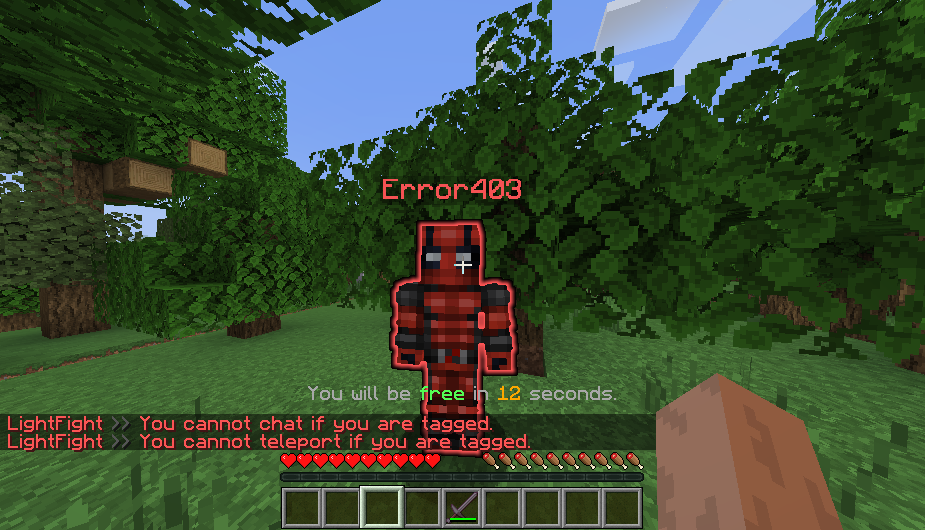 Error403
You will be free in 12 seconds.
LightFight >> You cannot chat if you are tagged.
LightFight >> You cannot teleport if you are tagged.